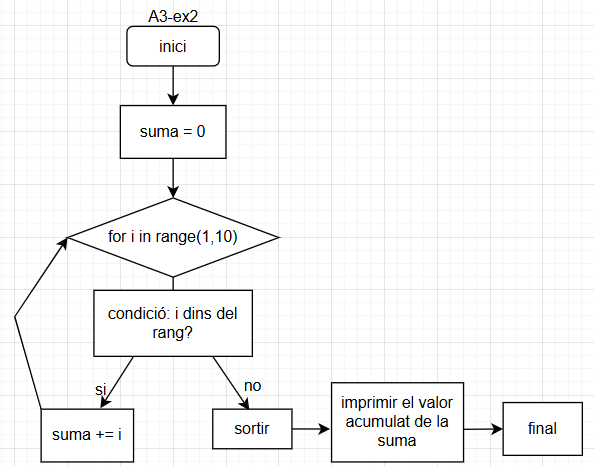 A3-ex2
inici
suma = 0
for i in range(1,10)
condició: i dins del
rang?
si
no
suma += i
sortir
imprimir el valor
acumulat de la
suma
final